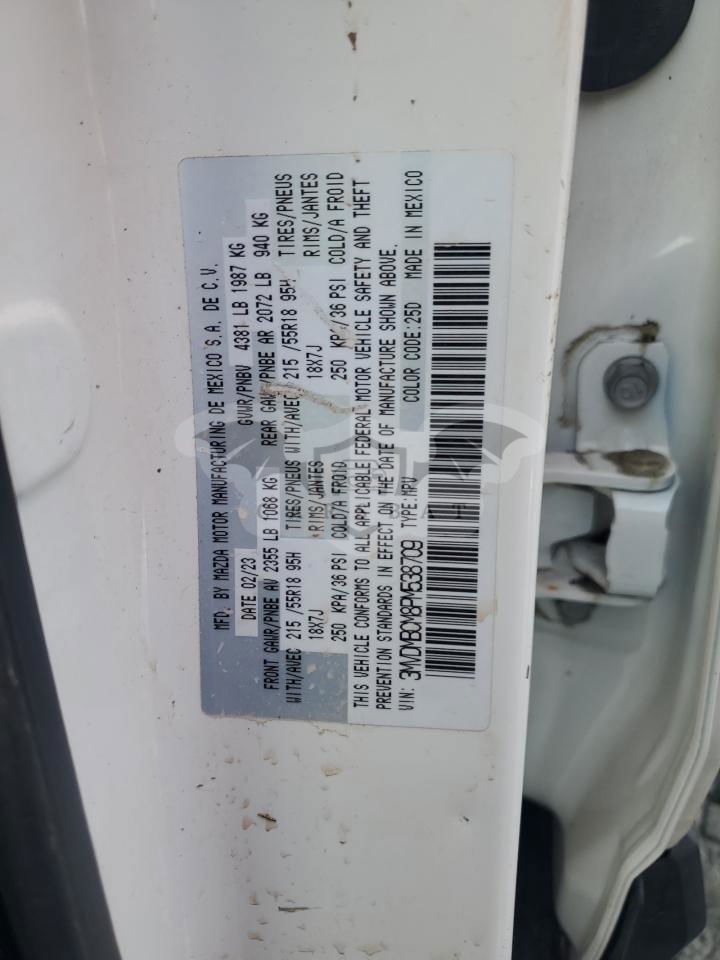 MFD. BY MAZDA MOTOR MANUFACTURING DE MEXICO S.A. DE C.V.
DATE 02/23 GVWR/PNBV 4381 LB 1987 KG
FRONT GAWR/PNBE AV 2355 LB 1068 KG REAR GAWR/PNBE AR 2072 LB 940 KG
WITH/AVEC 215 /55R18 95H TIRES/PNEUS WITH/AVEC 215 /55R18 95H TIRES/PNEUS
18X7J RIMS/JANTES 18X7J RIMS/JANTES
250 KPA/36 PSI COLD/A FROID 250 KPA/36 PSI COLD/A FROID
THIS VEHICLE CONFORMS TO ALL APPLICABLE FEDERAL MOTOR VEHICLE SAFETY AND THEFT
PREVENTION STANDARDS IN EFFECT ON THE DATE OF MANUFACTURE SHOWN ABOVE.
VIN: 3MVDMBCM8PM538709 TYPE:MPV COLOR CODE:25D MADE IN MEXICO